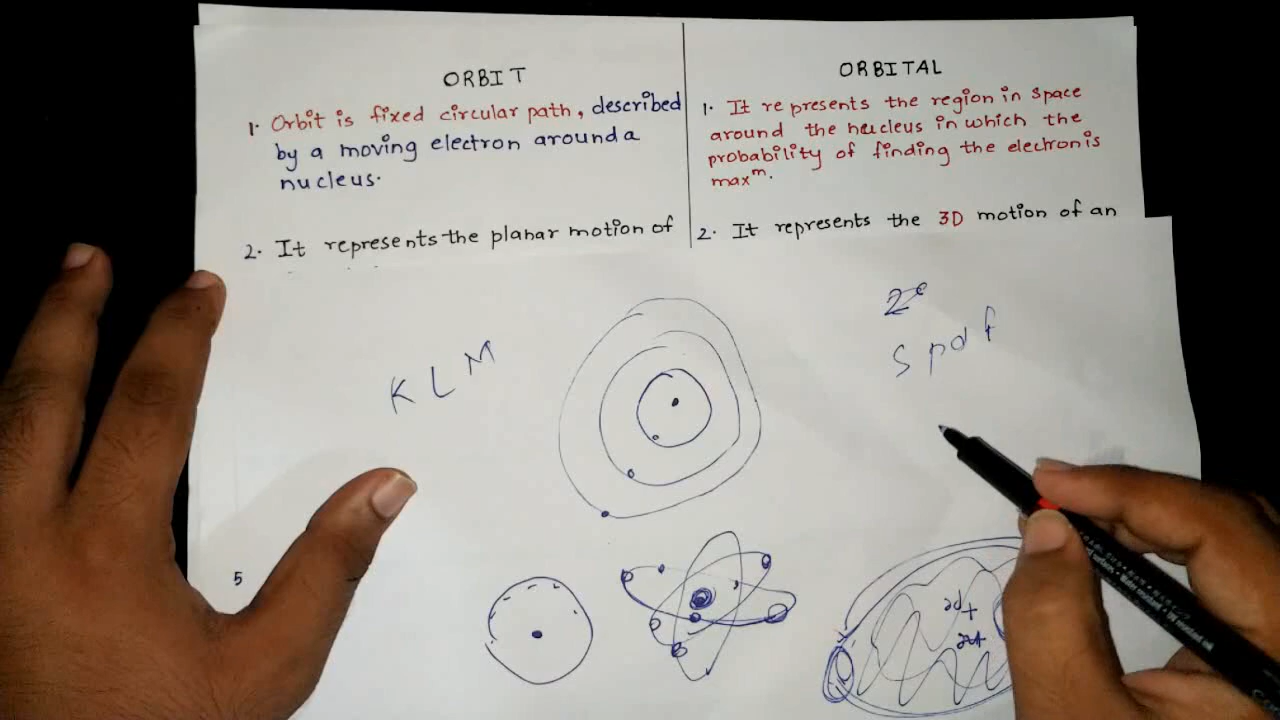 ORBIT
1. Orbit is fixed circular path, described
by a moving electron around a
nucleus.
2. It represents the planar motion of
ORBITAL
1. It represents the region in space
around the nucleus in which the
probability of finding the electron is
maxᵐ.
2. It represents the 3D motion of an
K L M
2e
s p d f
5